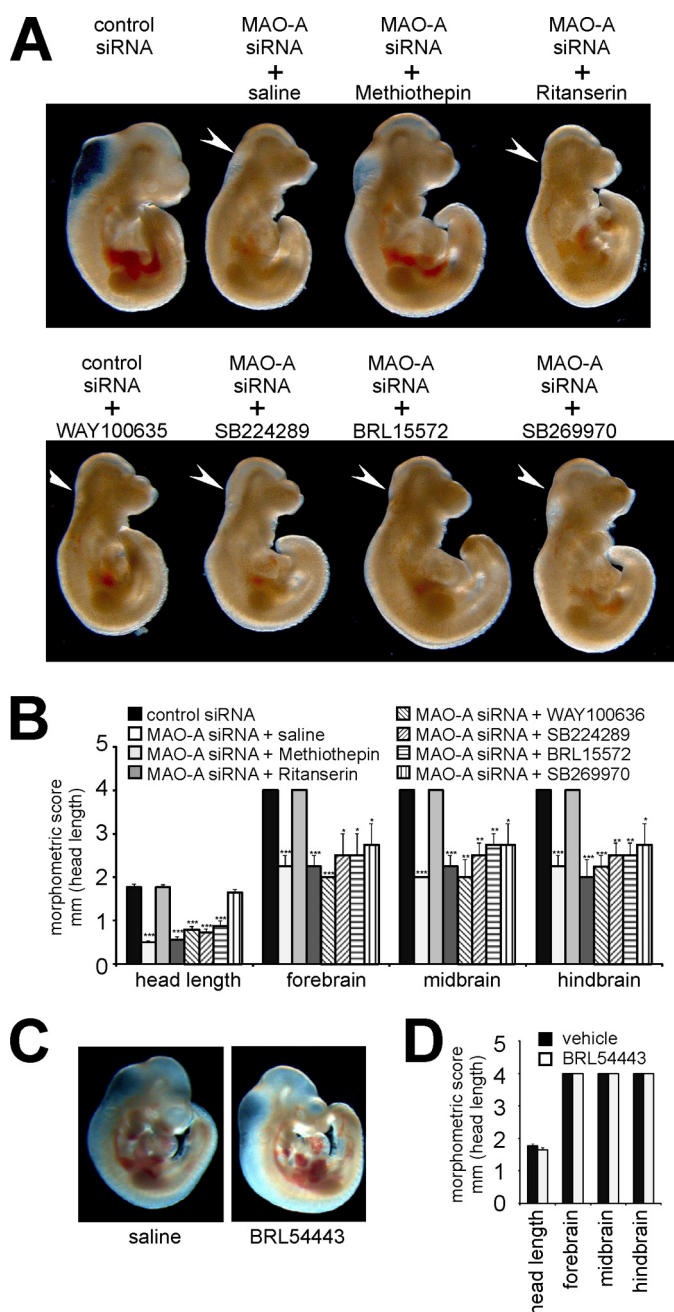 A
control
siRNA
MAO-A
siRNA
+
saline
MAO-A
siRNA
+
Methiothepin
MAO-A
siRNA
+
Ritanserin
control
siRNA
+
WAY100635
MAO-A
siRNA
+
SB224289
MAO-A
siRNA
+
BRL15572
MAO-A
siRNA
+
SB269970
B
control siRNA
MAO-A siRNA + saline
MAO-A siRNA + Methiothepin
MAO-A siRNA + Ritanserin
MAO-A siRNA + WAY100636
MAO-A siRNA + SB224289
MAO-A siRNA + BRL15572
MAO-A siRNA + SB269970
morphometric score
mm (head length)
5
4
2
1
0
*** *** *** *** ***
*** *** *** * * *
*** *** ** ** ** *
*** *** *** ** ** *
head length
forebrain
midbrain
hindbrain
C
saline
BRL54443
D
vehicle
BRL54443
morphometric score
mm (head length)
5
4
3
2
1
0
head length
forebrain
midbrain
hindbrain